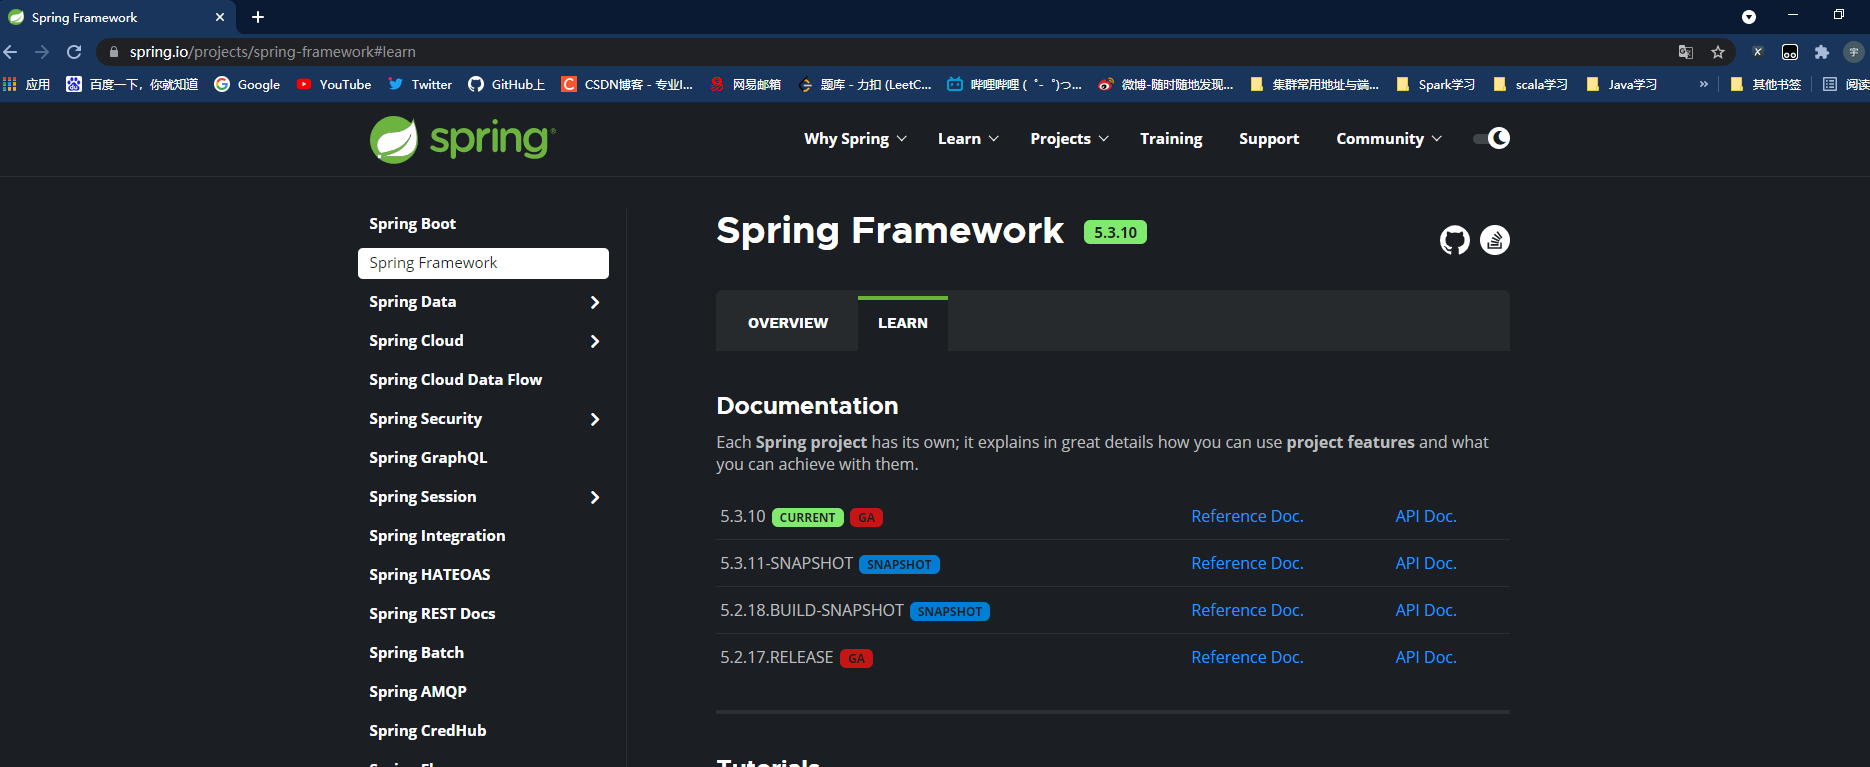 Spring Framework
spring.io/projects/spring-framework#learn
应用 百度一下，你就知道 Google YouTube Twitter GitHub上 CSDN博客 - 专业I... 网易邮箱 题库 - 力扣 (LeetC... 哔哩哔哩 ( ゜- ゜)つ... 微博-随时随地发现... 集群常用地址与端... Spark学习 scala学习 Java学习 » 其他书签 阅读
spring
Why Spring Learn Projects Training Support Community
Spring Boot
Spring Framework
Spring Data
Spring Cloud
Spring Cloud Data Flow
Spring Security
Spring GraphQL
Spring Session
Spring Integration
Spring HATEOAS
Spring REST Docs
Spring Batch
Spring AMQP
Spring CredHub
Spring Framework 5.3.10
OVERVIEW LEARN
Documentation
Each Spring project has its own; it explains in great details how you can use project features and what
you can achieve with them.
5.3.10 CURRENT GA Reference Doc. API Doc.
5.3.11-SNAPSHOT SNAPSHOT Reference Doc. API Doc.
5.2.18.BUILD-SNAPSHOT SNAPSHOT Reference Doc. API Doc.
5.2.17.RELEASE GA Reference Doc. API Doc.
Tutorials